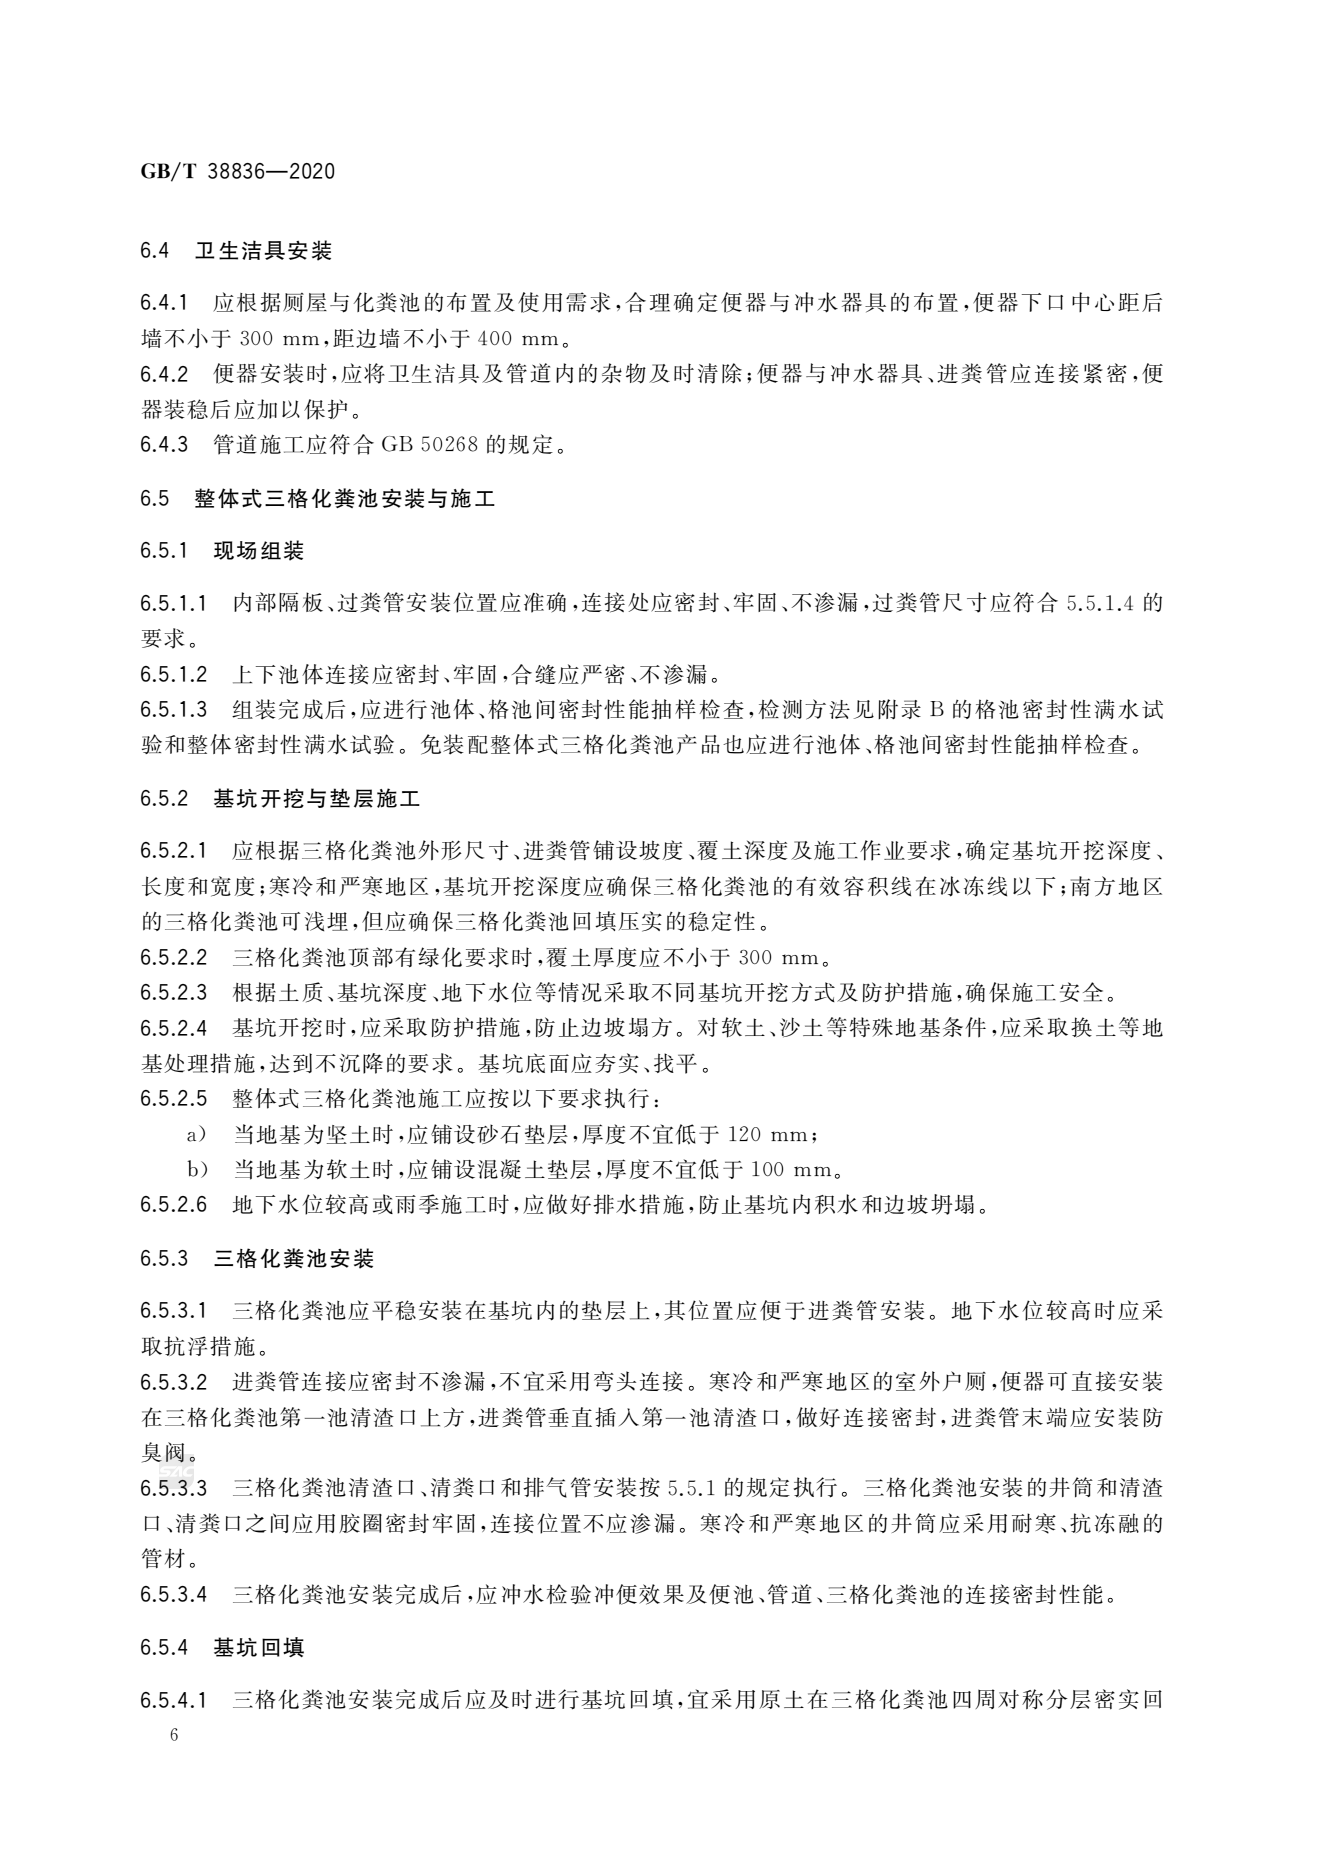 GB/T 38836—2020
6.4 卫生洁具安装
6.4.1 应根据厕屋与化粪池的布置及使用需求,合理确定便器与冲水器具的布置,便器下口中心距后
墙不小于 300 mm,距边墙不小于 400 mm。
6.4.2 便器安装时,应将卫生洁具及管道内的杂物及时清除;便器与冲水器具、进粪管应连接紧密,便
器装稳后应加以保护。
6.4.3 管道施工应符合 GB 50268 的规定。
6.5 整体式三格化粪池安装与施工
6.5.1 现场组装
6.5.1.1 内部隔板、过粪管安装位置应准确,连接处应密封、牢固、不渗漏,过粪管尺寸应符合 5.5.1.4 的
要求。
6.5.1.2 上下池体连接应密封、牢固,合缝应严密、不渗漏。
6.5.1.3 组装完成后,应进行池体、格池间密封性能抽样检查,检测方法见附录 B 的格池密封性满水试
验和整体密封性满水试验。免装配整体式三格化粪池产品也应进行池体、格池间密封性能抽样检查。
6.5.2 基坑开挖与垫层施工
6.5.2.1 应根据三格化粪池外形尺寸、进粪管铺设坡度、覆土深度及施工作业要求,确定基坑开挖深度、
长度和宽度;寒冷和严寒地区,基坑开挖深度应确保三格化粪池的有效容积线在冰冻线以下;南方地区
的三格化粪池可浅埋,但应确保三格化粪池回填压实的稳定性。
6.5.2.2 三格化粪池顶部有绿化要求时,覆土厚度应不小于 300 mm。
6.5.2.3 根据土质、基坑深度、地下水位等情况采取不同基坑开挖方式及防护措施,确保施工安全。
6.5.2.4 基坑开挖时,应采取防护措施,防止边坡塌方。对软土、沙土等特殊地基条件,应采取换土等地
基处理措施,达到不沉降的要求。基坑底面应夯实、找平。
6.5.2.5 整体式三格化粪池施工应按以下要求执行:
a) 当地基为坚土时,应铺设砂石垫层,厚度不宜低于 120 mm;
b) 当地基为软土时,应铺设混凝土垫层,厚度不宜低于 100 mm。
6.5.2.6 地下水位较高或雨季施工时,应做好排水措施,防止基坑内积水和边坡坍塌。
6.5.3 三格化粪池安装
6.5.3.1 三格化粪池应平稳安装在基坑内的垫层上,其位置应便于进粪管安装。地下水位较高时应采
取抗浮措施。
6.5.3.2 进粪管连接应密封不渗漏,不宜采用弯头连接。寒冷和严寒地区的室外户厕,便器可直接安装
在三格化粪池第一池清渣口上方,进粪管垂直插入第一池清渣口,做好连接密封,进粪管末端应安装防
臭阀。
SAC
6.5.3.3 三格化粪池清渣口、清粪口和排气管安装按 5.5.1 的规定执行。三格化粪池安装的井筒和清渣
口、清粪口之间应用胶圈密封牢固,连接位置不应渗漏。寒冷和严寒地区的井筒应采用耐寒、抗冻融的
管材。
6.5.3.4 三格化粪池安装完成后,应冲水检验冲便效果及便池、管道、三格化粪池的连接密封性能。
6.5.4 基坑回填
6.5.4.1 三格化粪池安装完成后应及时进行基坑回填,宜采用原土在三格化粪池四周对称分层密实回
6